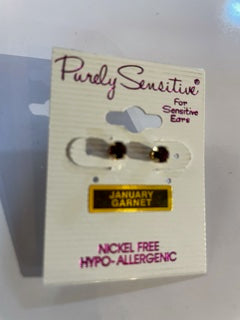 Purely Sensitive®
For
Sensitive
Ears
JANUARY
GARNET
NICKEL FREE
HYPO-ALLERGENIC